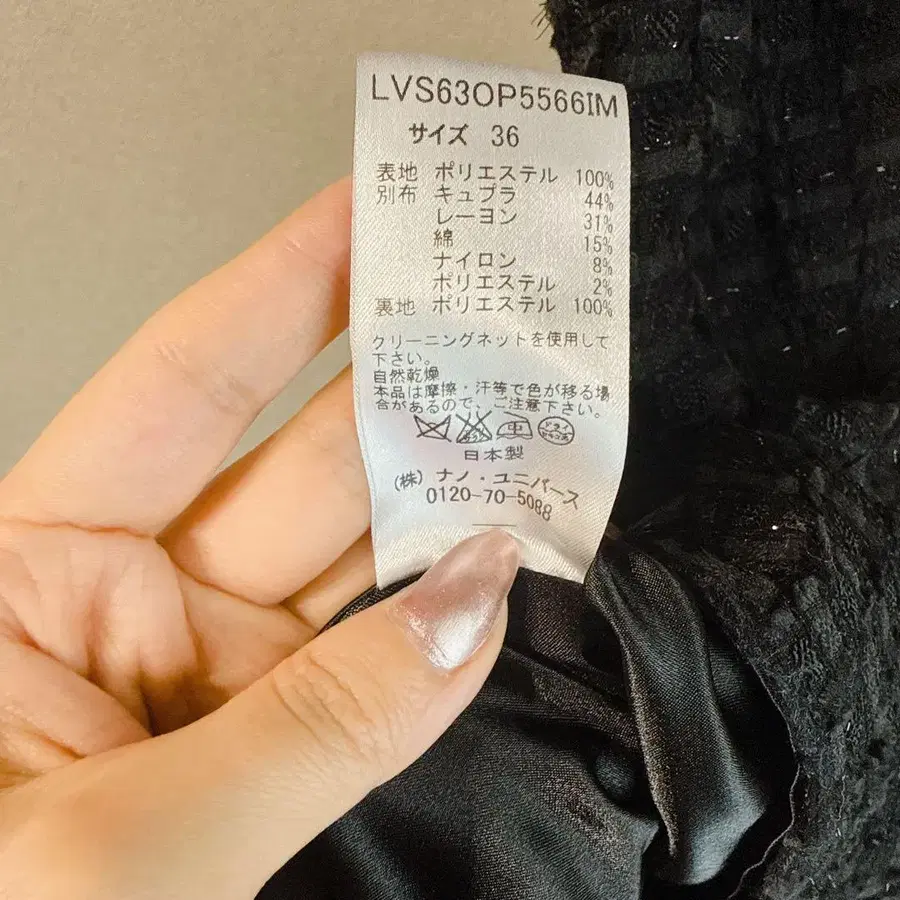 LVS63OP5566IM
サイズ 36
表地 ポリエステル 100%
別布 キュプラ 44%
レーヨン 31%
綿 15%
ナイロン 8%
ポリエステル 2%
裏地 ポリエステル 100%
クリーニングネットを使用して
下さい。
自然乾燥
本品は摩擦・汗等で色が移る場
合があるので、ご注意下さい。
中 ドライ
日本製
(株) ナノ・ユニバース
0120-70-5088